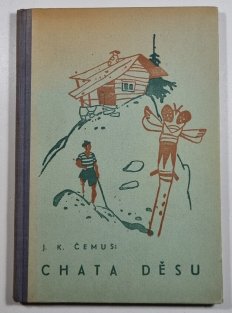 J. K. ČEMUS:
CHATA DĚSU